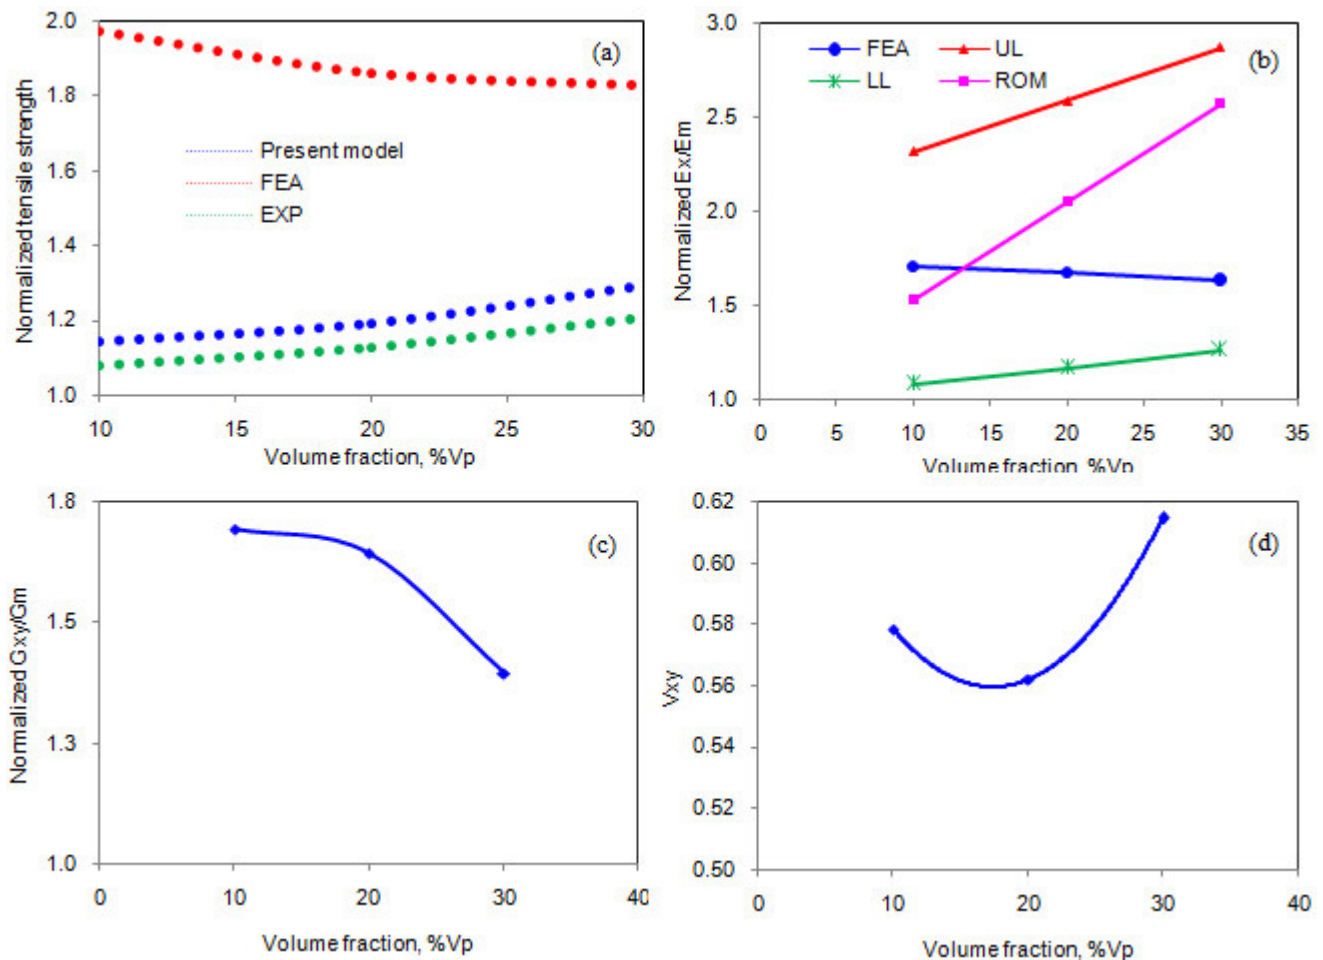 2.0
1.8
1.6
1.4
1.2
1.0
Normalized tensile strength
(a)
Present model
FEA
EXP
10 15 20 25 30
Volume fraction, %Vp
3.0
2.5
2.0
1.5
1.0
Normalized Ex/Em
FEA UL
LL ROM
(b)
0 5 10 15 20 25 30 35
Volume fraction, %Vp
1.8
1.5
1.3
1.0
Normalized Gxy/Gm
(c)
0 10 20 30 40
Volume fraction, %Vp
0.62
0.60
0.58
0.56
0.54
0.52
0.50
Vxy
(d)
0 10 20 30 40
Volume fraction, %Vp